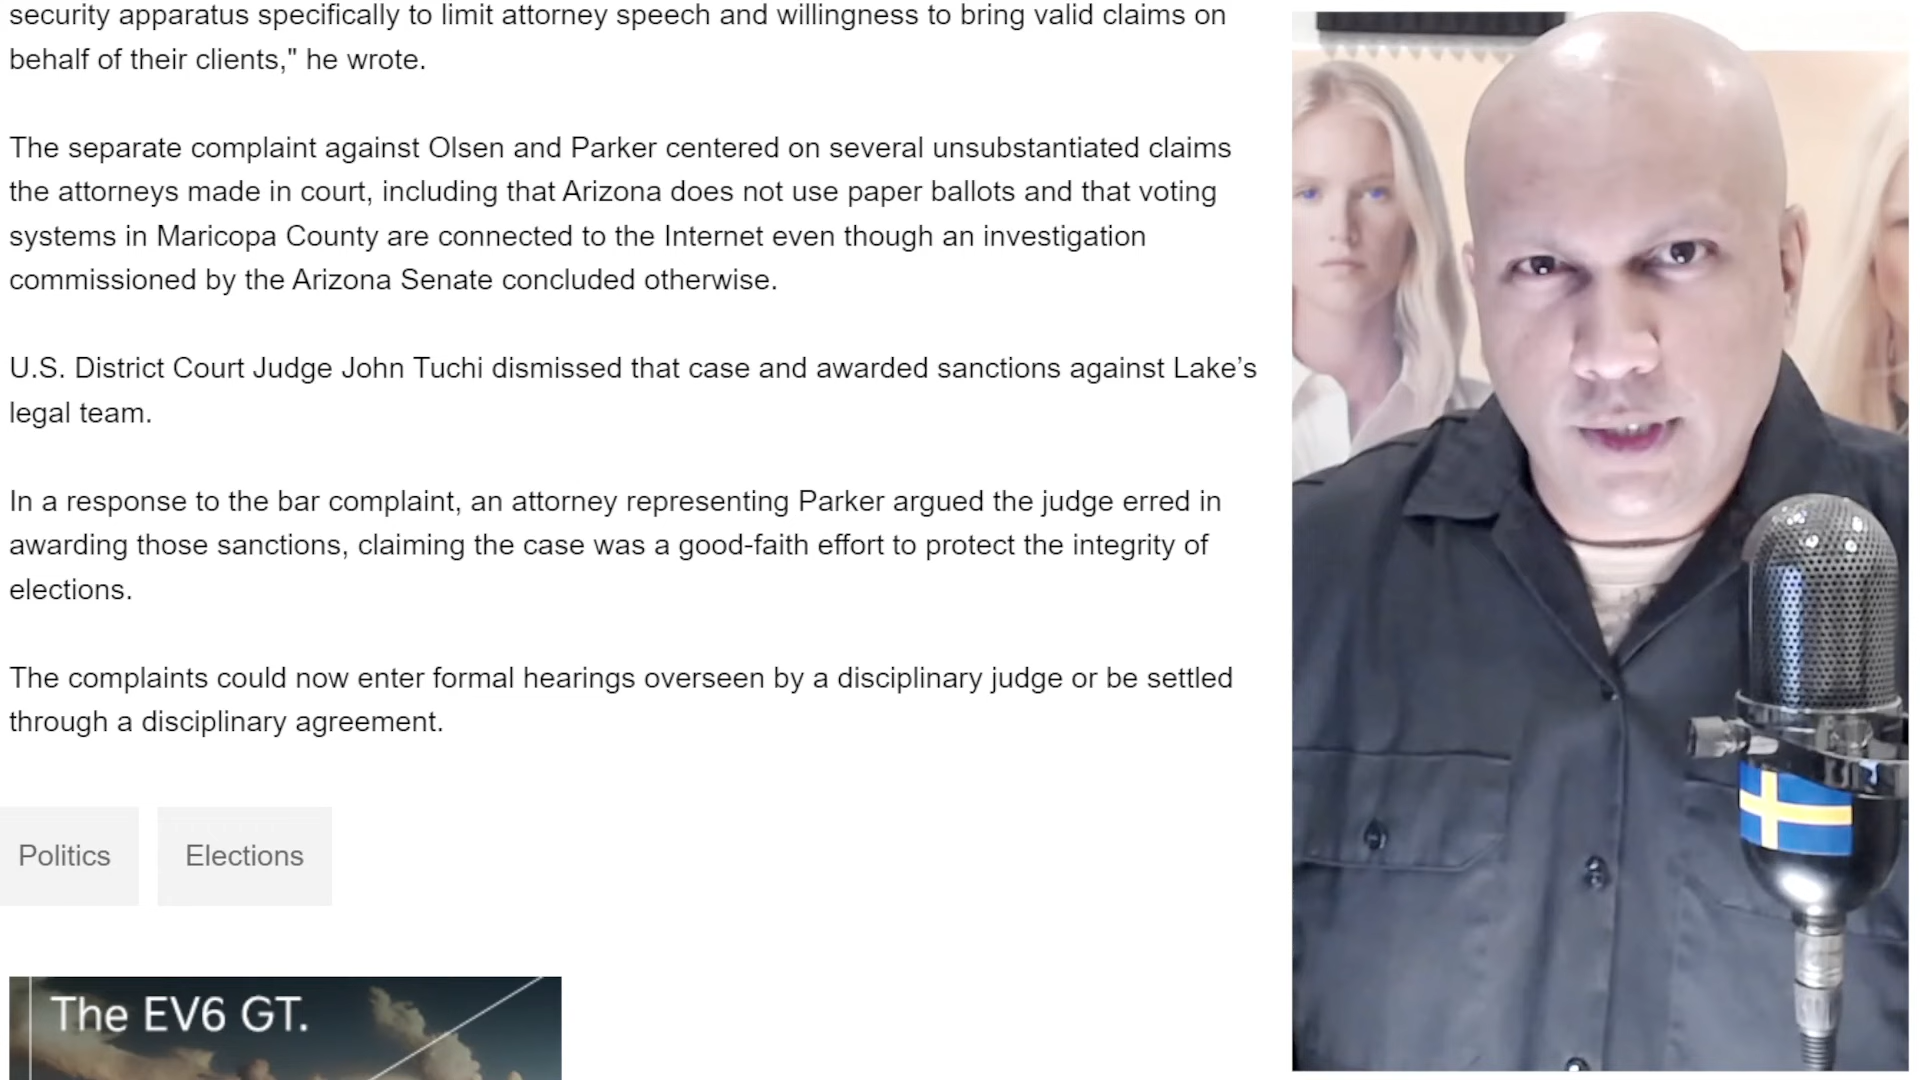 security apparatus specifically to limit attorney speech and willingness to bring valid claims on
behalf of their clients," he wrote.
The separate complaint against Olsen and Parker centered on several unsubstantiated claims
the attorneys made in court, including that Arizona does not use paper ballots and that voting
systems in Maricopa County are connected to the Internet even though an investigation
commissioned by the Arizona Senate concluded otherwise.
U.S. District Court Judge John Tuchi dismissed that case and awarded sanctions against Lake’s
legal team.
In a response to the bar complaint, an attorney representing Parker argued the judge erred in
awarding those sanctions, claiming the case was a good-faith effort to protect the integrity of
elections.
The complaints could now enter formal hearings overseen by a disciplinary judge or be settled
through a disciplinary agreement.
Politics
Elections
The EV6 GT.